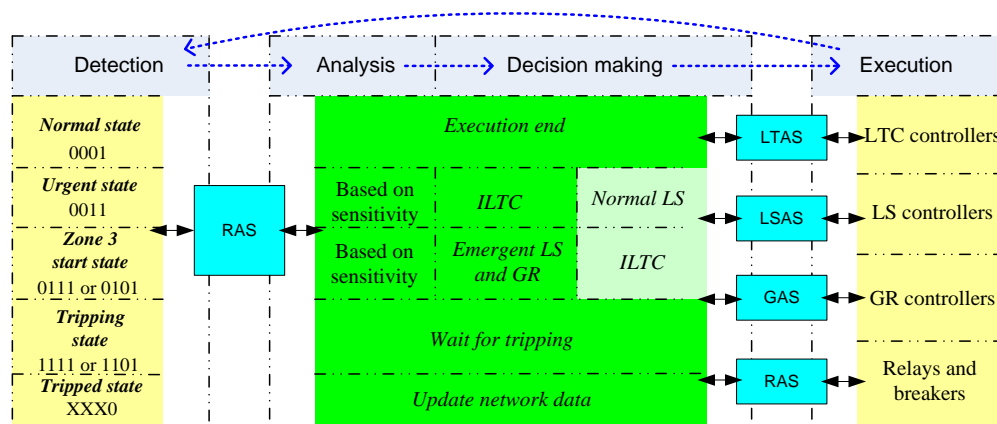 Detection
Analysis
Decision making
Execution
Normal state
0001
Urgent state
0011
Zone 3
start state
0111 or 0101
Tripping
state
1111 or 1101
Tripped state
XXX0
RAS
Execution end
Based on
sensitivity
ILTC
Normal LS
Based on
sensitivity
Emergent LS
and GR
ILTC
Wait for tripping
Update network data
LTAS
LSAS
GAS
RAS
LTC controllers
LS controllers
GR controllers
Relays and
breakers